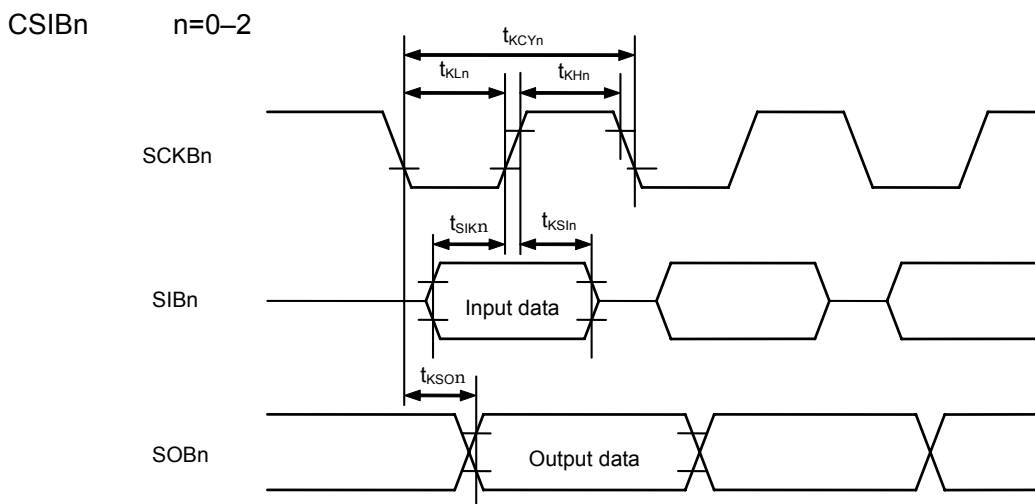 CSIBn n=0–2
tKCYn
tKLn tKHn
SCKBn
tSIKn tKSIn
SIBn
Input data
tKSOn
SOBn
Output data